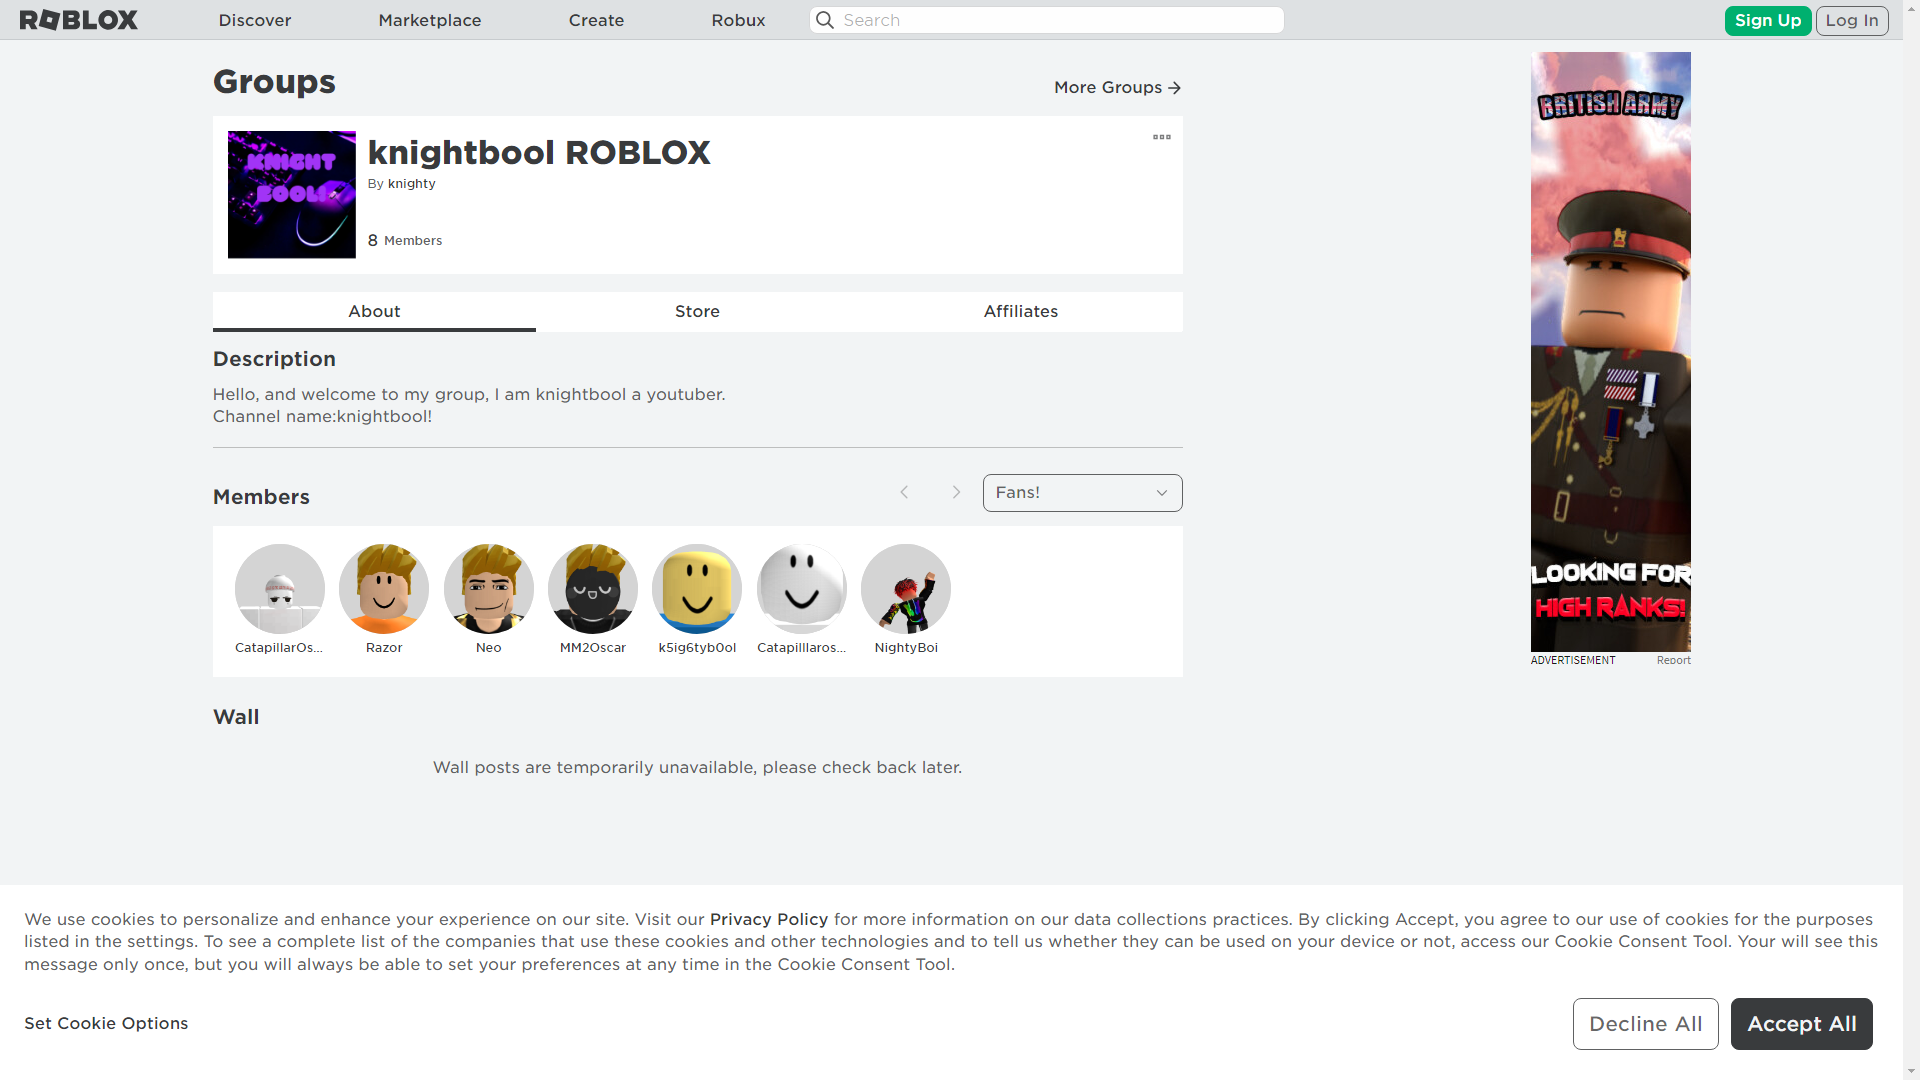 ROBLOX
Discover
Marketplace
Create
Robux
Search
Sign Up
Log In
Groups
More Groups
KNIGHT
BOOL!
knightbool ROBLOX
By knighty
8 Members
About
Store
Affiliates
Description
Hello, and welcome to my group, I am knightbool a youtuber.
Channel name:knightbool!
Members
Fans!
CatapillarOs...
Razor
Neo
MM2Oscar
k5ig6tyb0ol
Catapilllaros...
NightyBoi
Wall
Wall posts are temporarily unavailable, please check back later.
BRITISH ARMY
LOOKING FOR
HIGH RANKS!
ADVERTISEMENT
Report
We use cookies to personalize and enhance your experience on our site. Visit our Privacy Policy for more information on our data collections practices. By clicking Accept, you agree to our use of cookies for the purposes
listed in the settings. To see a complete list of the companies that use these cookies and other technologies and to tell us whether they can be used on your device or not, access our Cookie Consent Tool. Your will see this
message only once, but you will always be able to set your preferences at any time in the Cookie Consent Tool.
Set Cookie Options
Decline All
Accept All